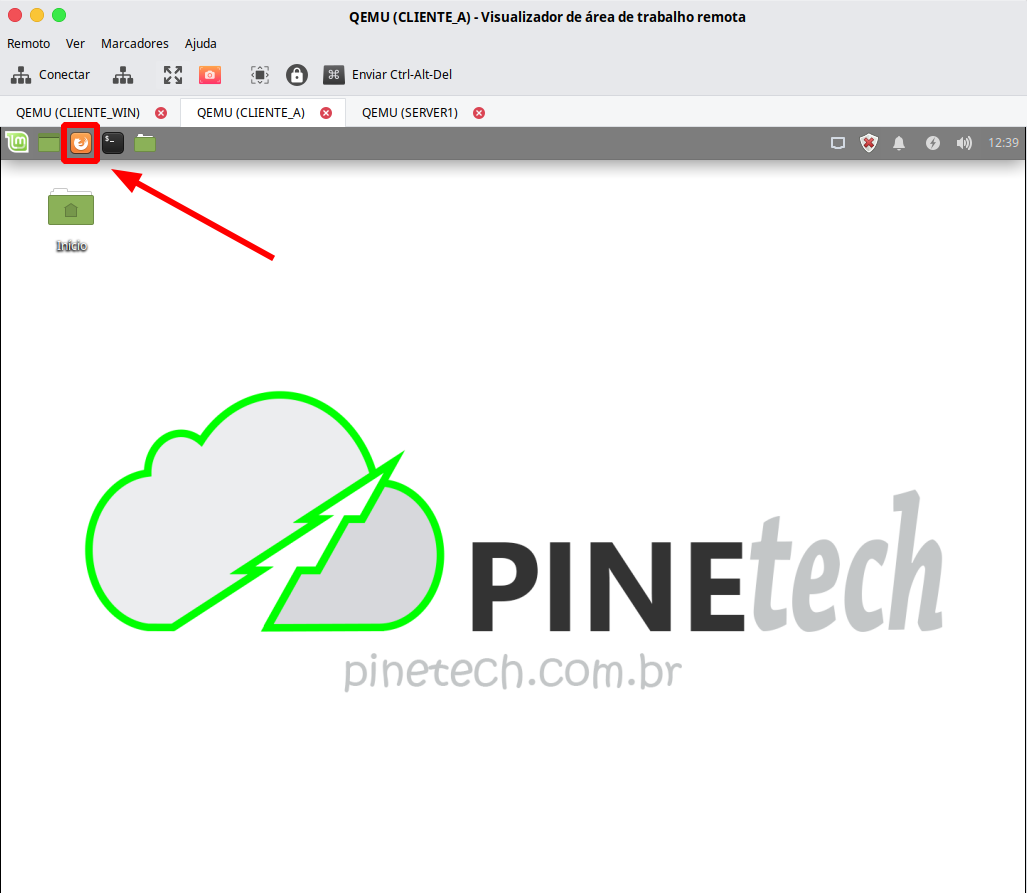 QEMU (CLIENTE_A) - Visualizador de área de trabalho remota
Remoto Ver Marcadores Ajuda
Conectar Enviar Ctrl-Alt-Del
QEMU (CLIENTE_WIN) QEMU (CLIENTE_A) QEMU (SERVER1)
12:39
Início
PINEtech
pinetech.com.br